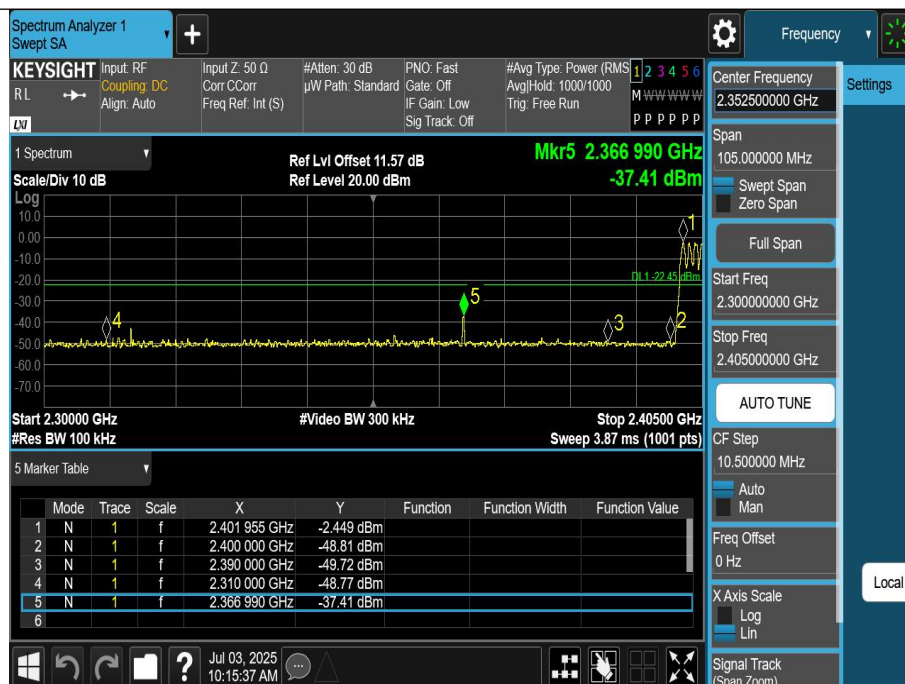 Spectrum Analyzer 1
Swept SA
+
Frequency
KEYSIGHT
RL
LXI
Input: RF
Coupling: DC
Align: Auto
Input Z: 50 Ω
Corr CCorr
Freq Ref: Int (S)
#Atten: 30 dB
µW Path: Standard
PNO: Fast
Gate: Off
IF Gain: Low
Sig Track: Off
#Avg Type: Power (RMS
Avg|Hold: 1000/1000
Trig: Free Run
1 2 3 4 5 6
M W W W W W
P P P P P P
1 Spectrum
Scale/Div 10 dB
Ref Lvl Offset 11.57 dB
Ref Level 20.00 dBm
Mkr5 2.366 990 GHz
-37.41 dBm
Log
10.0
0.00
-10.0
-20.0
-30.0
-40.0
-50.0
-60.0
-70.0
1
DL1 -22.45 dBm
5
4
3
2
Start 2.30000 GHz
#Video BW 300 kHz
Stop 2.40500 GHz
#Res BW 100 kHz
Sweep 3.87 ms (1001 pts)
5 Marker Table
Mode Trace Scale X Y Function Function Width Function Value
1 N 1 f 2.401 955 GHz -2.449 dBm
2 N 1 f 2.400 000 GHz -48.81 dBm
3 N 1 f 2.390 000 GHz -49.72 dBm
4 N 1 f 2.310 000 GHz -48.77 dBm
5 N 1 f 2.366 990 GHz -37.41 dBm
6
?
Jul 03, 2025
10:15:37 AM
Center Frequency
2.352500000 GHz
Span
105.000000 MHz
Swept Span
Zero Span
Full Span
Start Freq
2.300000000 GHz
Stop Freq
2.405000000 GHz
AUTO TUNE
CF Step
10.500000 MHz
Auto
Man
Freq Offset
0 Hz
X Axis Scale
Log
Lin
Signal Track
(Span Zoom)
Settings
Local